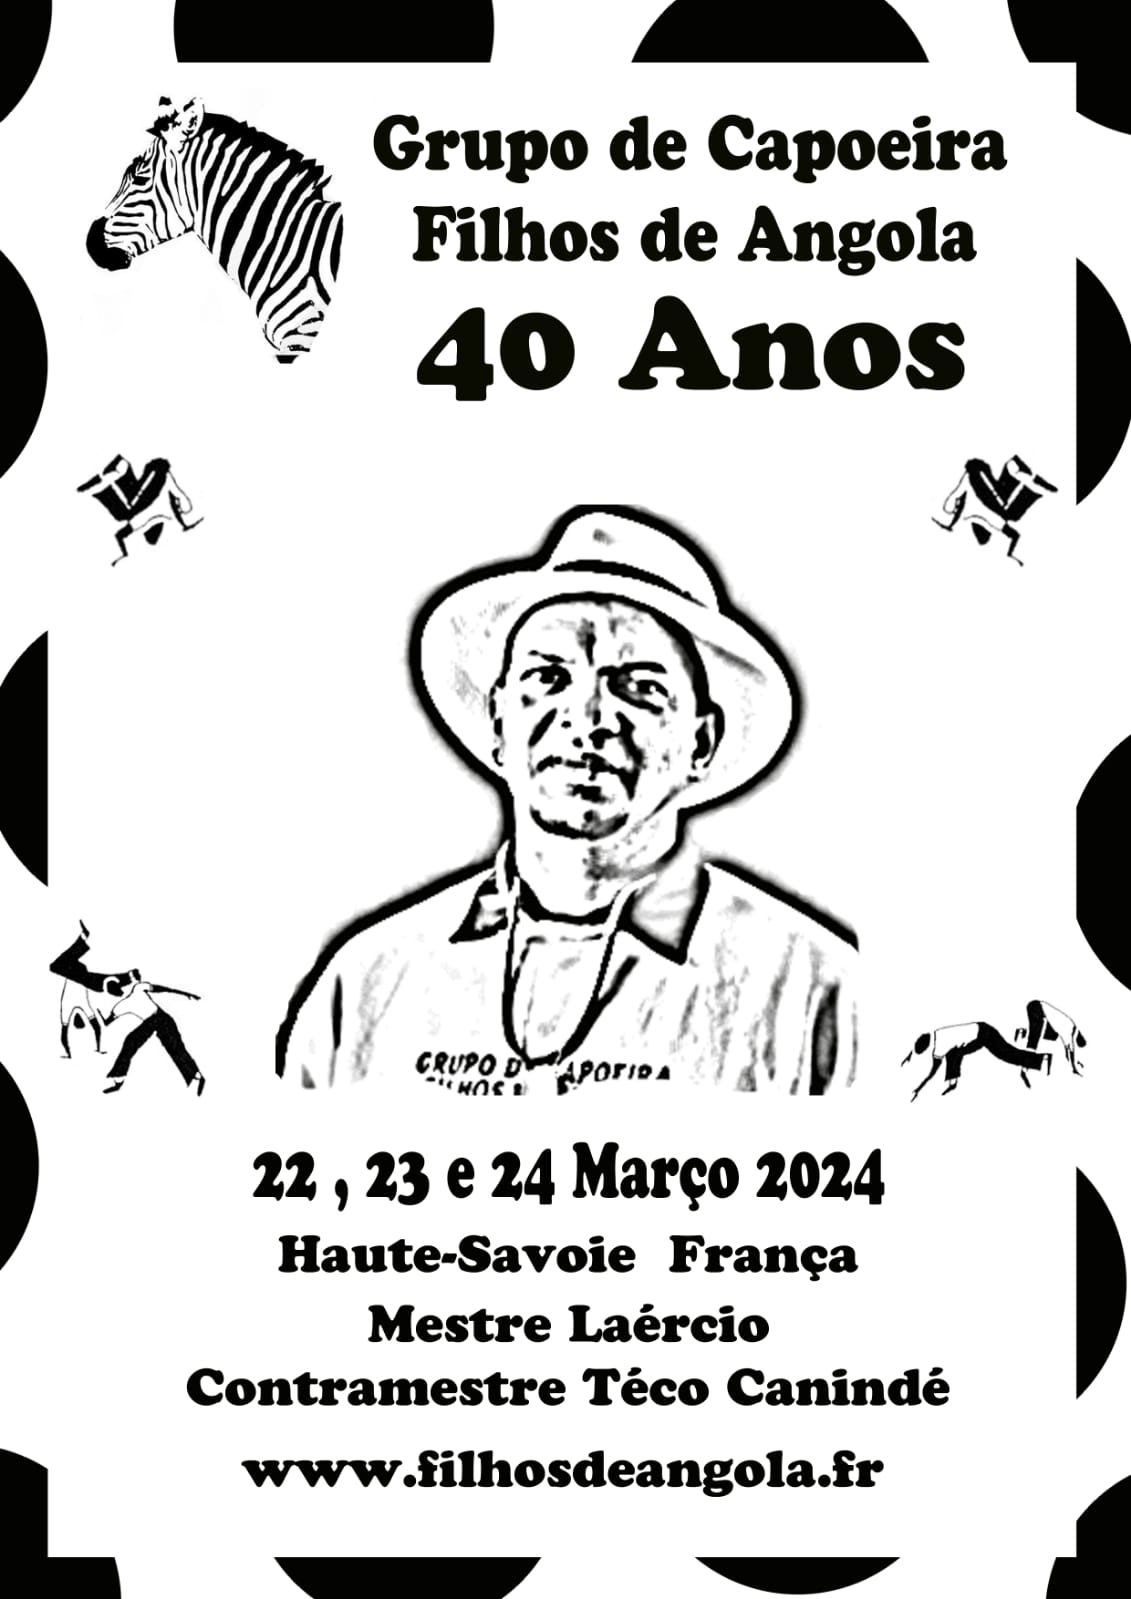 Grupo de Capoeira
Filhos de Angola
40 Anos
GRUPO D
22 , 23 e 24 Março 2024
Haute-Savoie França
Mestre Laércio
Contramestre Téco Canindé
www.filhosdeangola.fr